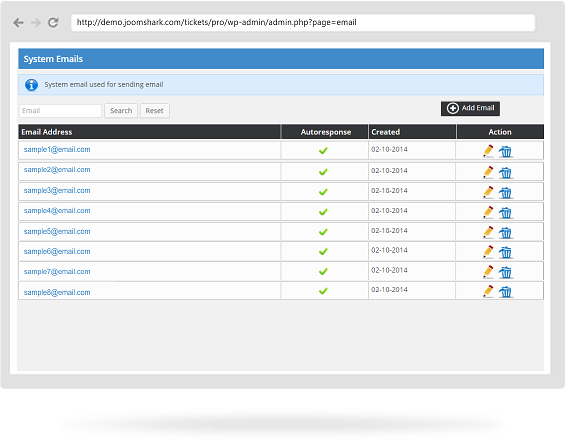 http://demo.joomshark.com/tickets/pro/wp-admin/admin.php?page=email
System Emails
System email used for sending email
Email Search Reset Add Email
Email Address Autoresponse Created Action
sample1@email.com 02-10-2014
sample2@email.com 02-10-2014
sample3@email.com 02-10-2014
sample4@email.com 02-10-2014
sample5@email.com 02-10-2014
sample6@email.com 02-10-2014
sample7@email.com 02-10-2014
sample8@email.com 02-10-2014